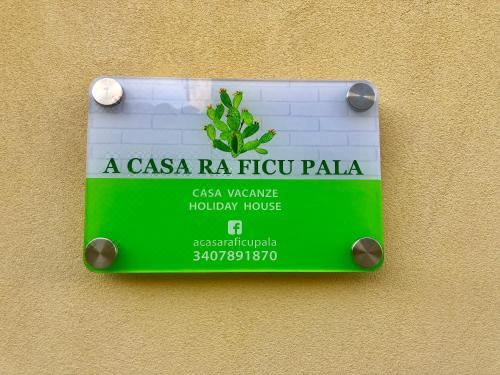 A CASA RA FICU PALA
CASA VACANZE
HOLIDAY HOUSE
acasaraficupala
3407891870